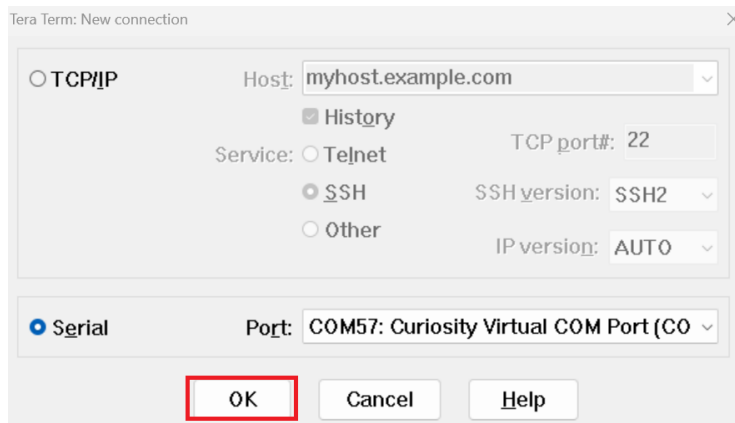 Tera Term: New connection
TCP/IP Host: myhost.example.com
History
Service: Telnet TCP port#: 22
SSH SSH version: SSH2
Other IP version: AUTO
Serial Port: COM57: Curiosity Virtual COM Port (CO
OK Cancel Help